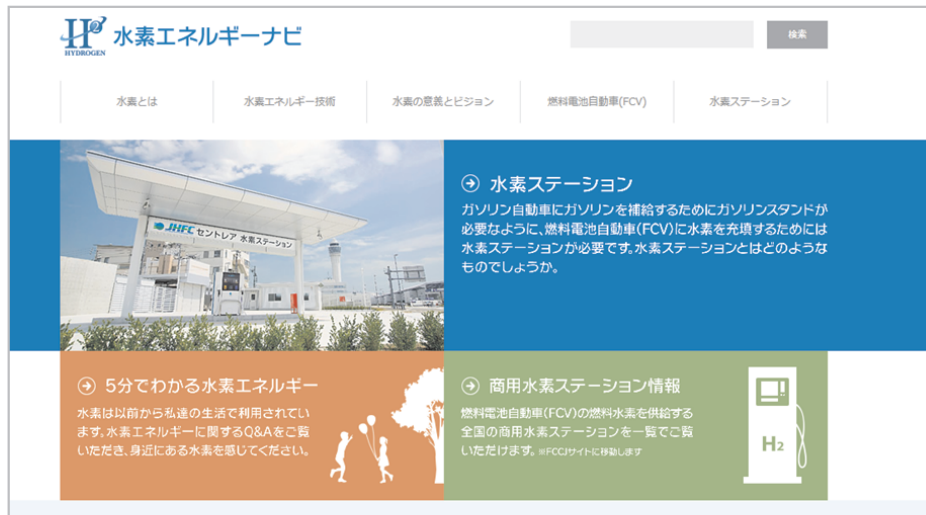 H2
HYDROGEN
水素エネルギーナビ
検索
水素とは
水素エネルギー技術
水素の意義とビジョン
燃料電池自動車(FCV)
水素ステーション
JHFC セントレア 水素ステーション
水素ステーション
ガソリン自動車にガソリンを補給するためにガソリンスタンドが
必要なように、燃料電池自動車(FCV)に水素を充填するためには
水素ステーションが必要です。水素ステーションとはどのような
ものでしょうか。
5分でわかる水素エネルギー
水素は以前から私達の生活で利用されてい
ます。水素エネルギーに関するQ&Aをご覧
いただき、身近にある水素を感じてください。
商用水素ステーション情報
燃料電池自動車(FCV)の燃料水素を供給する
全国の商用水素ステーションを一覧でご覧
いただけます。※FCCJサイトに移動します
H2